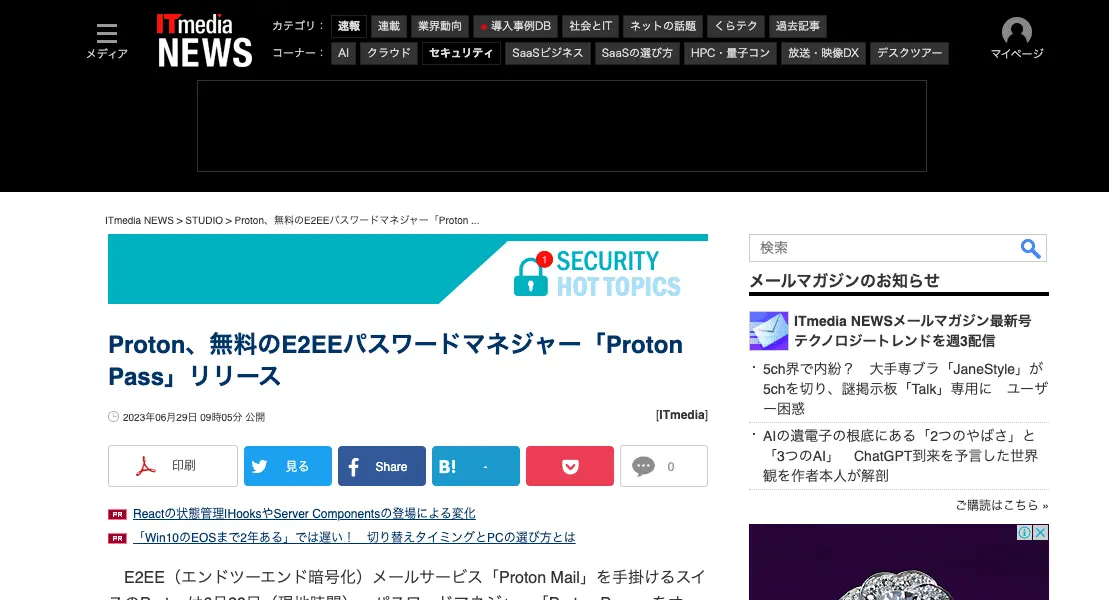 メディア
ITmedia
NEWS
カテゴリ： 速報 連載 業界動向 導入事例DB 社会とIT ネットの話題 くらテク 過去記事
コーナー： AI クラウド セキュリティ SaaSビジネス SaaSの選び方 HPC・量子コン 放送・映像DX デスクツアー
マイページ
ITmedia NEWS > STUDIO > Proton、無料のE2EEパスワードマネジャー「Proton ...
1
SECURITY
HOT TOPICS
Proton、無料のE2EEパスワードマネジャー「Proton
Pass」リリース
2023年06月29日 09時05分 公開
[ITmedia]
印刷 見る Share B! - 0
PR Reactの状態管理IHooksやServer Componentsの登場による変化
PR 「Win10のEOSまで2年ある」では遅い！　切り替えタイミングとPCの選び方とは
E2EE（エンドツーエンド暗号化）メールサービス「Proton Mail」を手掛けるスイ
検索
メールマガジンのお知らせ
ITmedia NEWSメールマガジン最新号
テクノロジートレンドを週3配信
・5ch界で内紛？　大手専ブラ「JaneStyle」が
5chを切り、謎掲示板「Talk」専用に　ユーザ
ー困惑
・AIの遺電子の根底にある「2つのやばさ」と
「3つのAI」　ChatGPT到来を予言した世界
観を作者本人が解剖
ご購読はこちら »